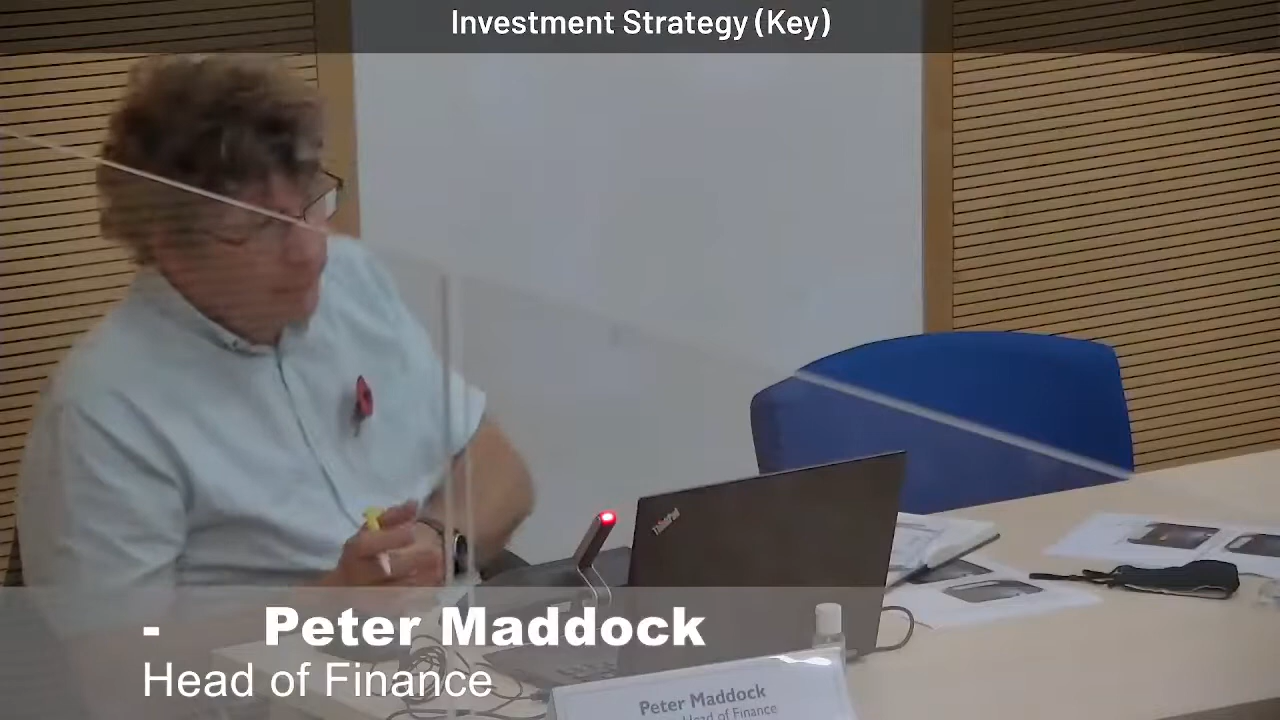 Investment Strategy (Key)
ThinkPad
- Peter Maddock
Head of Finance
Peter Maddock
Head of Finance